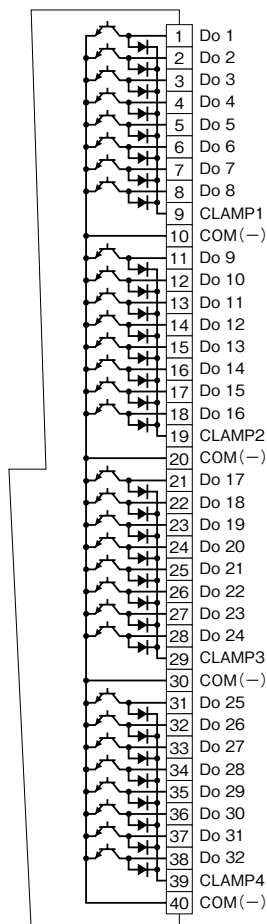 1 Do 1
2 Do 2
3 Do 3
4 Do 4
5 Do 5
6 Do 6
7 Do 7
8 Do 8
9 CLAMP1
10 COM(−)
11 Do 9
12 Do 10
13 Do 11
14 Do 12
15 Do 13
16 Do 14
17 Do 15
18 Do 16
19 CLAMP2
20 COM(−)
21 Do 17
22 Do 18
23 Do 19
24 Do 20
25 Do 21
26 Do 22
27 Do 23
28 Do 24
29 CLAMP3
30 COM(−)
31 Do 25
32 Do 26
33 Do 27
34 Do 28
35 Do 29
36 Do 30
37 Do 31
38 Do 32
39 CLAMP4
40 COM(−)